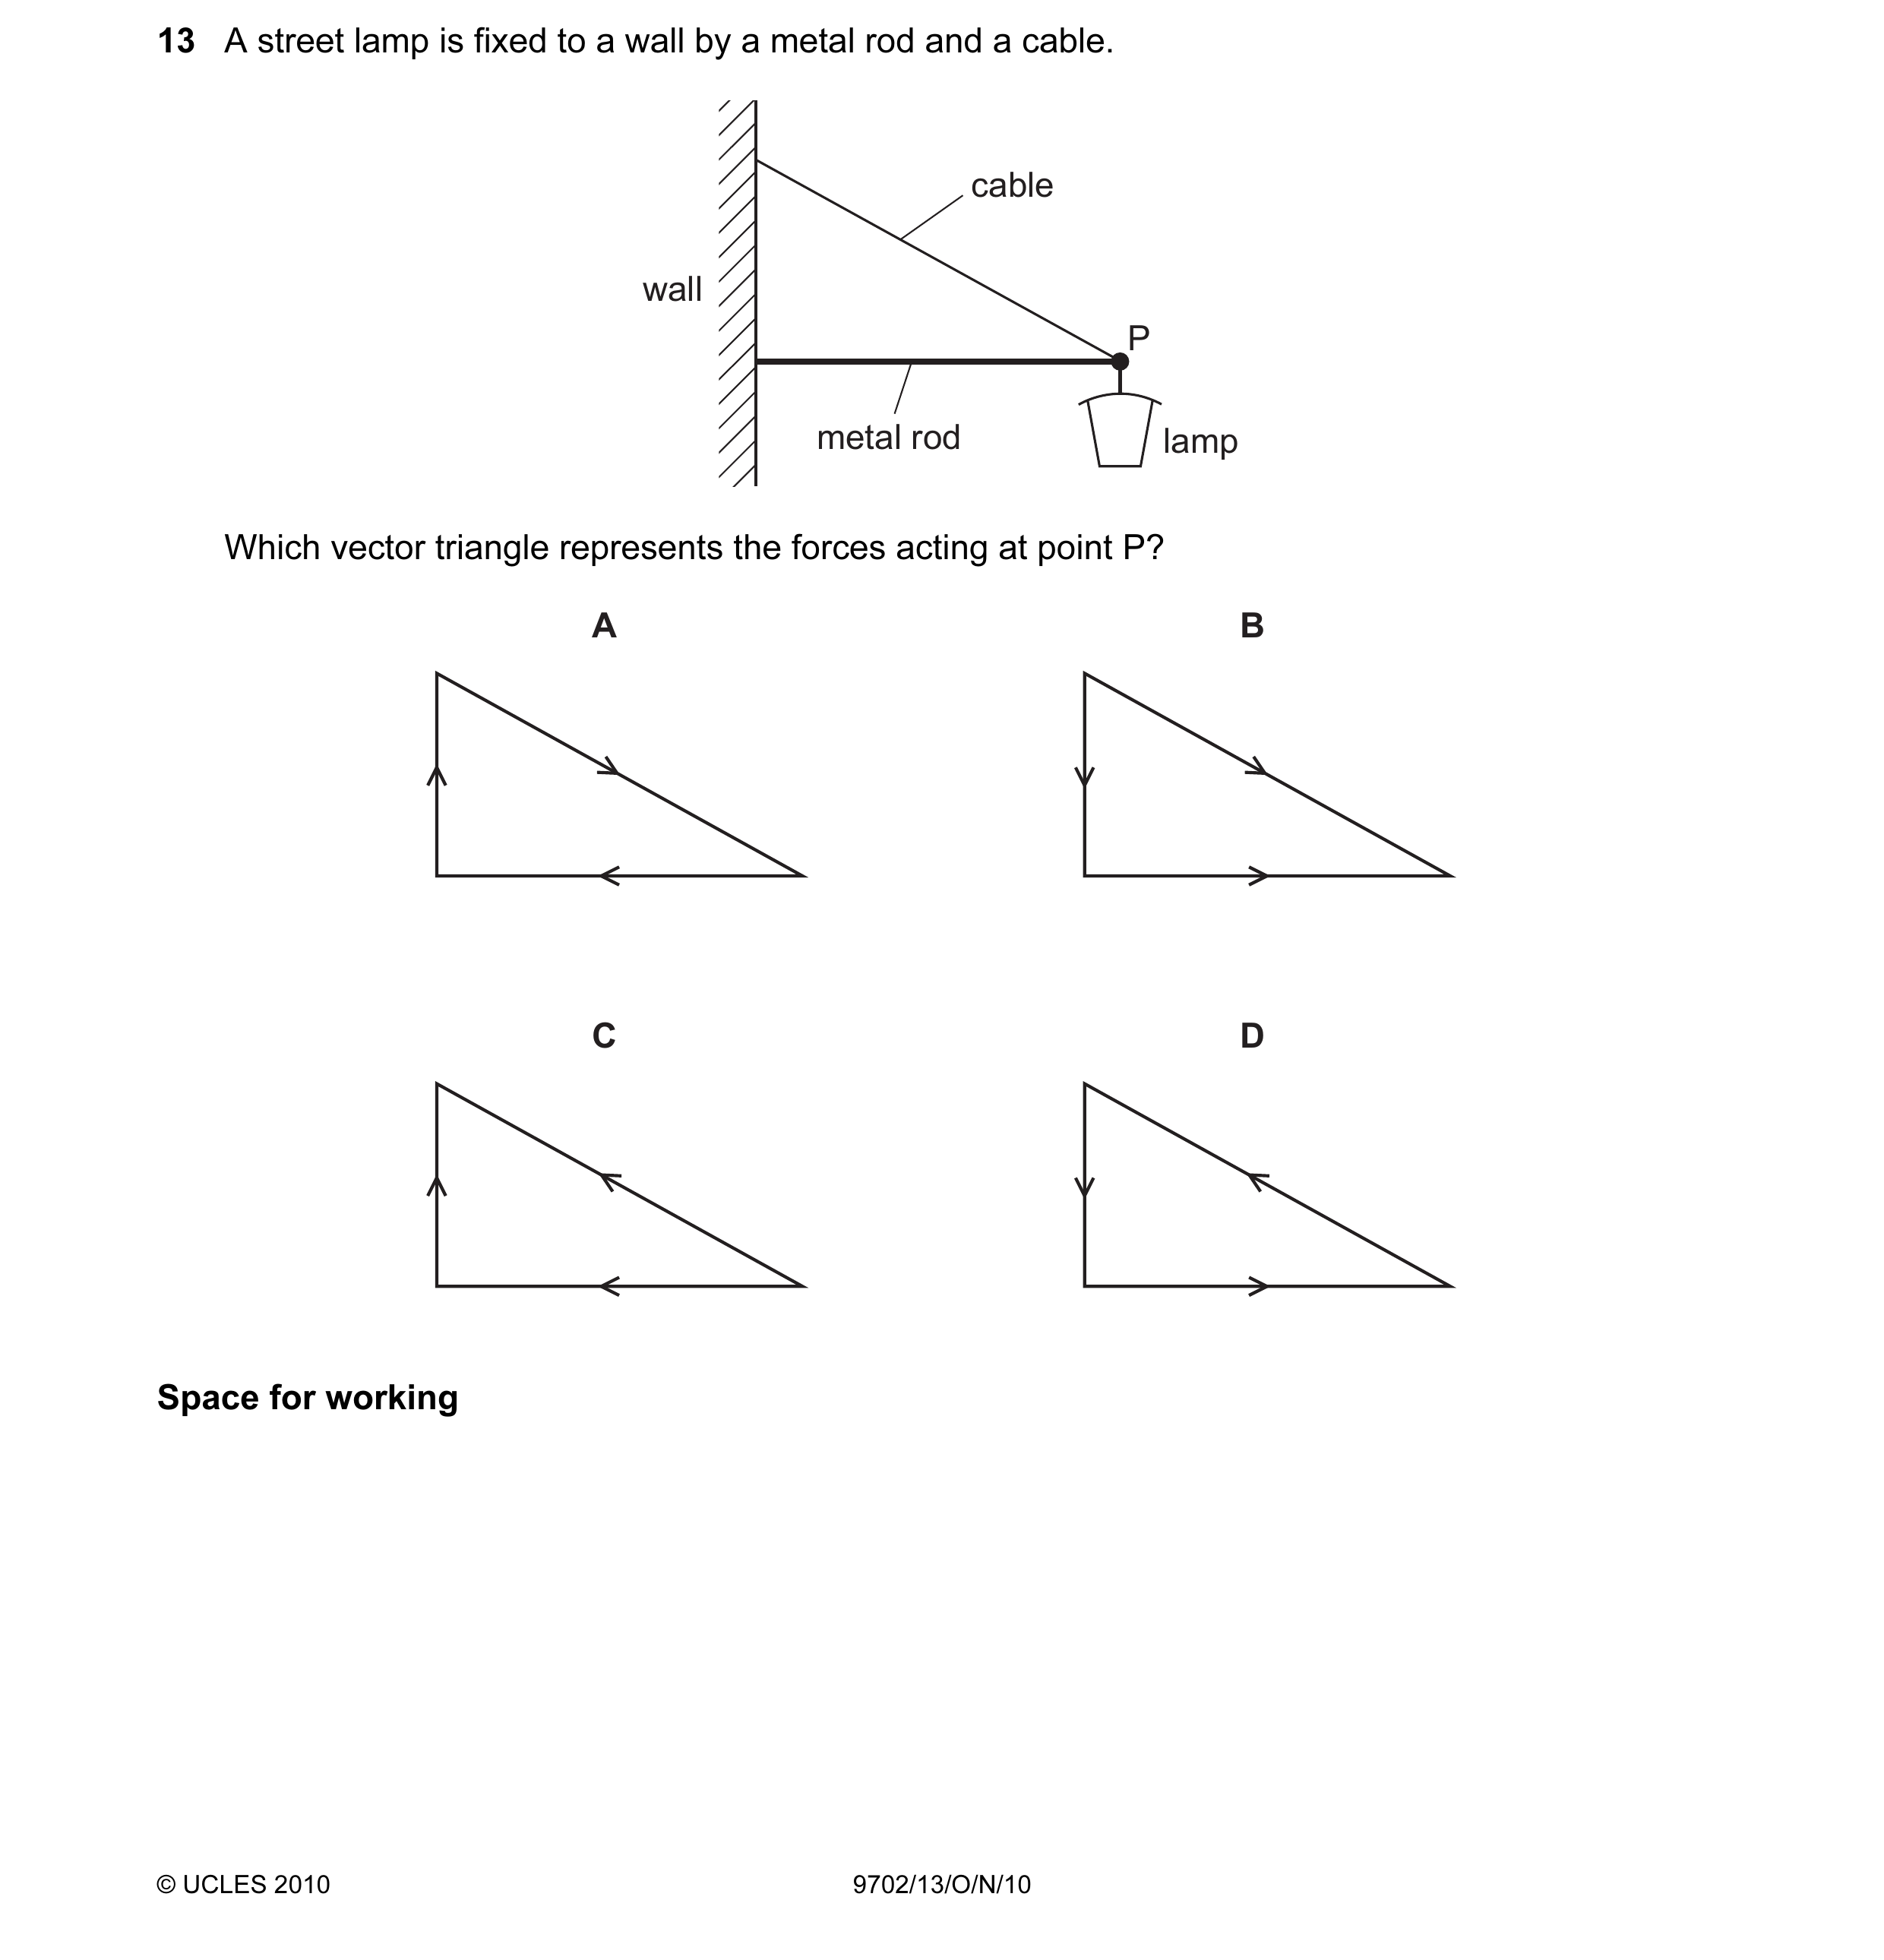 13 A street lamp is fixed to a wall by a metal rod and a cable.
cable
wall
P
metal rod
lamp
Which vector triangle represents the forces acting at point P?
A
B
C
D
Space for working
© UCLES 2010
9702/13/O/N/10